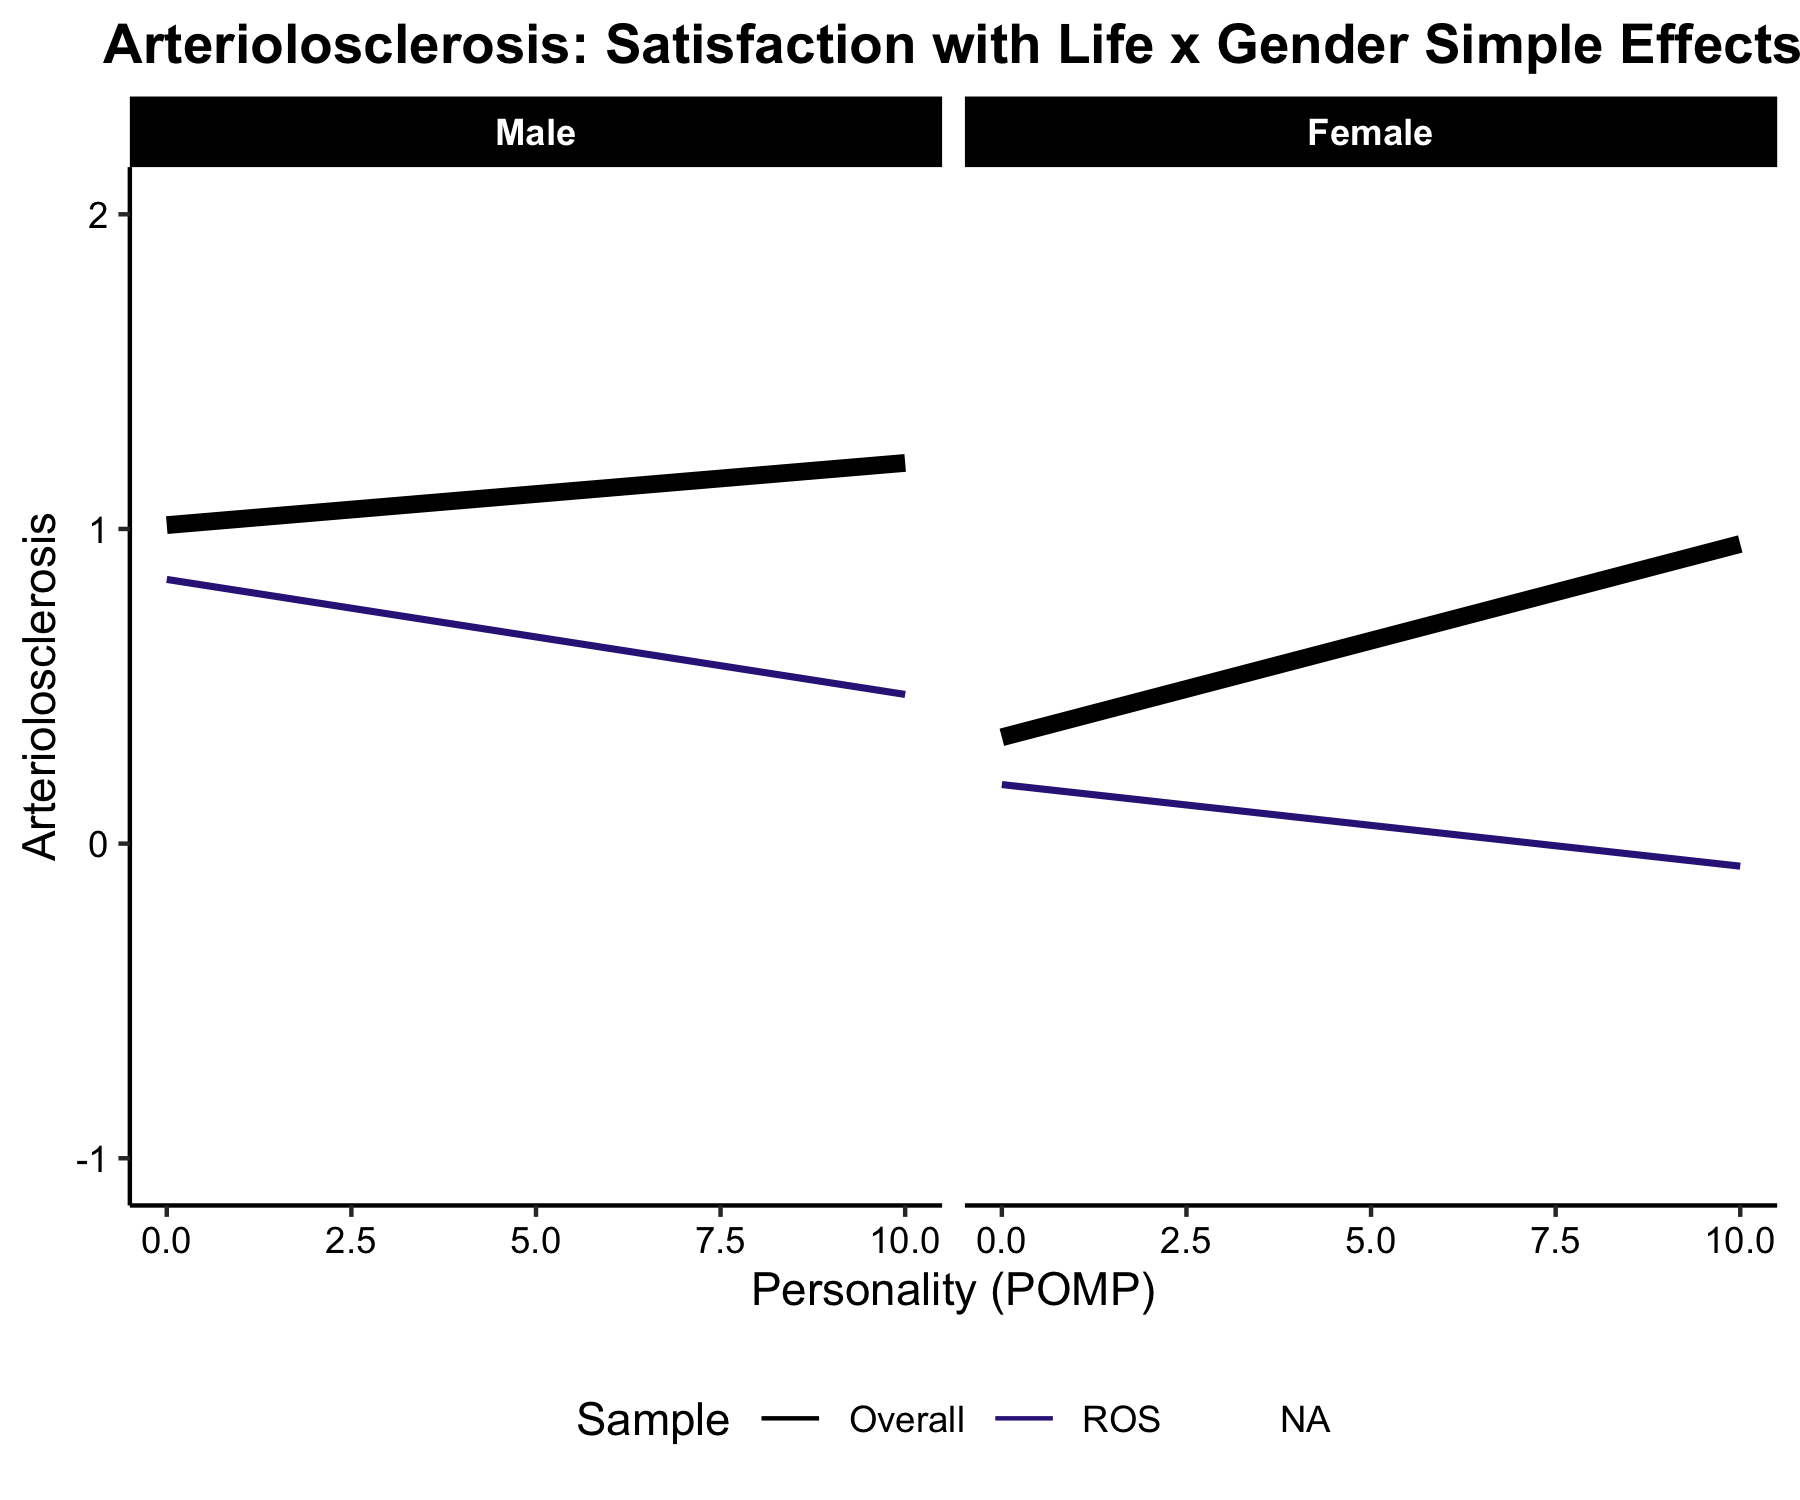 Arteriolosclerosis: Satisfaction with Life x Gender Simple Effects
Male
Female
Arteriolosclerosis
2
1
0
-1
0.0 2.5 5.0 7.5 10.0
0.0 2.5 5.0 7.5 10.0
Personality (POMP)
Sample Overall ROS NA